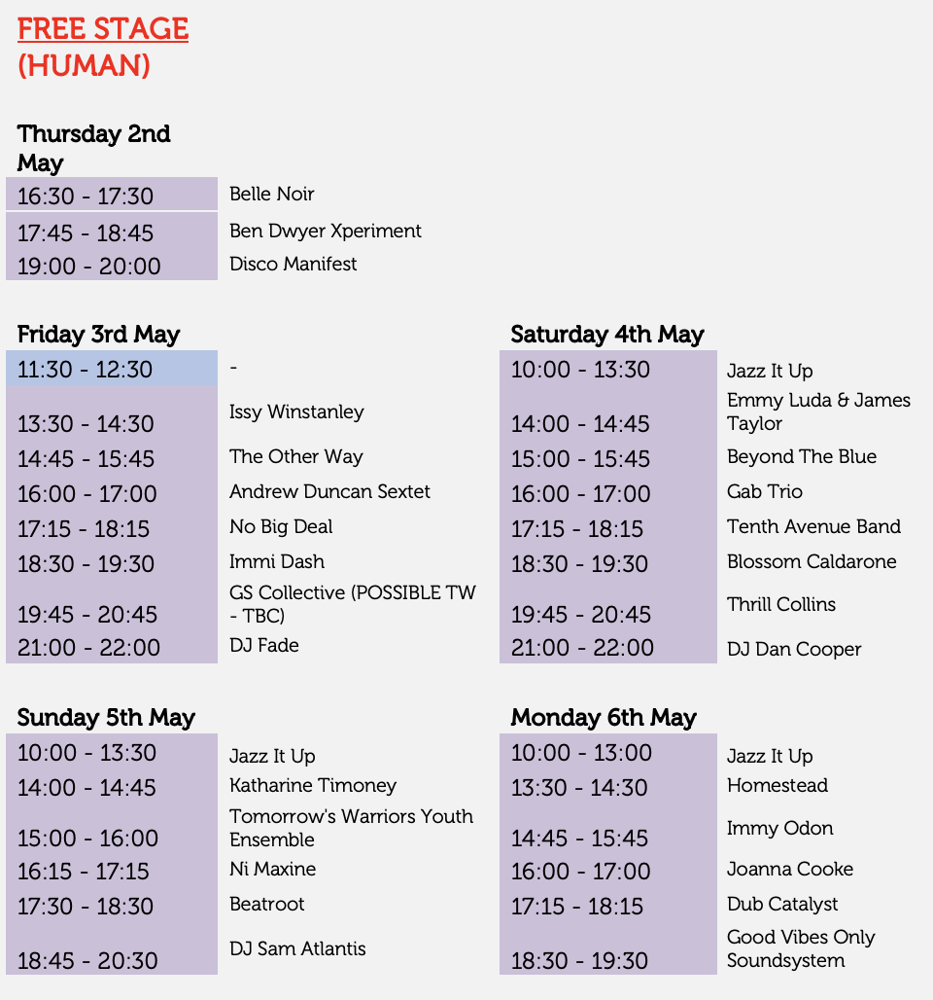 FREE STAGE
(HUMAN)
Thursday 2nd
May
16:30 - 17:30 Belle Noir
17:45 - 18:45 Ben Dwyer Xperiment
19:00 - 20:00 Disco Manifest
Friday 3rd May
11:30 - 12:30 -
13:30 - 14:30 Issy Winstanley
14:45 - 15:45 The Other Way
16:00 - 17:00 Andrew Duncan Sextet
17:15 - 18:15 No Big Deal
18:30 - 19:30 Immi Dash
GS Collective (POSSIBLE TW
19:45 - 20:45 - TBC)
21:00 - 22:00 DJ Fade
Saturday 4th May
10:00 - 13:30 Jazz It Up
Emmy Luda & James
14:00 - 14:45 Taylor
15:00 - 15:45 Beyond The Blue
16:00 - 17:00 Gab Trio
17:15 - 18:15 Tenth Avenue Band
18:30 - 19:30 Blossom Caldarone
19:45 - 20:45 Thrill Collins
21:00 - 22:00 DJ Dan Cooper
Sunday 5th May
10:00 - 13:30 Jazz It Up
14:00 - 14:45 Katharine Timoney
Tomorrow's Warriors Youth
15:00 - 16:00 Ensemble
16:15 - 17:15 Ni Maxine
17:30 - 18:30 Beatroot
18:45 - 20:30 DJ Sam Atlantis
Monday 6th May
10:00 - 13:00 Jazz It Up
13:30 - 14:30 Homestead
14:45 - 15:45 Immy Odon
16:00 - 17:00 Joanna Cooke
17:15 - 18:15 Dub Catalyst
Good Vibes Only
18:30 - 19:30 Soundsystem